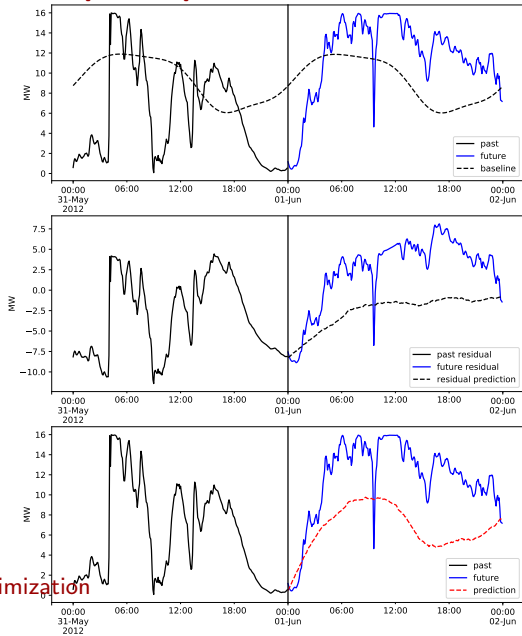 16
14
12
10
8
6
4
2
0
MW
past
future
baseline
00:00
31-May
2012
06:00
12:00
18:00
00:00
01-Jun
06:00
12:00
18:00
00:00
02-Jun
7.5
5.0
2.5
0.0
−2.5
−5.0
−7.5
−10.0
MW
past residual
future residual
residual prediction
00:00
31-May
2012
06:00
12:00
18:00
00:00
01-Jun
06:00
12:00
18:00
00:00
02-Jun
16
14
12
10
8
6
4
2
0
MW
past
future
prediction
imization
00:00
31-May
2012
06:00
12:00
18:00
00:00
01-Jun
06:00
12:00
18:00
00:00
02-Jun